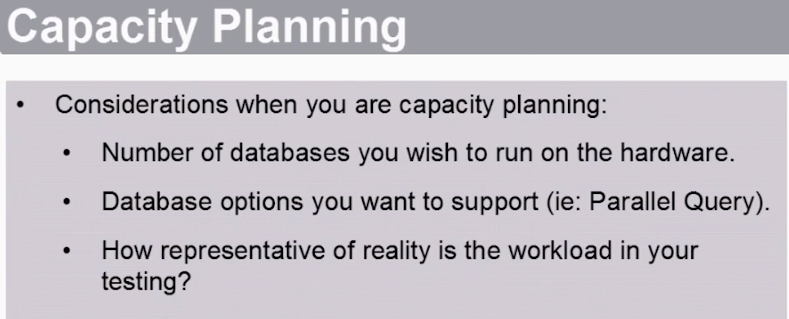 Capacity Planning
• Considerations when you are capacity planning:
• Number of databases you wish to run on the hardware.
• Database options you want to support (ie: Parallel Query).
• How representative of reality is the workload in your
testing?